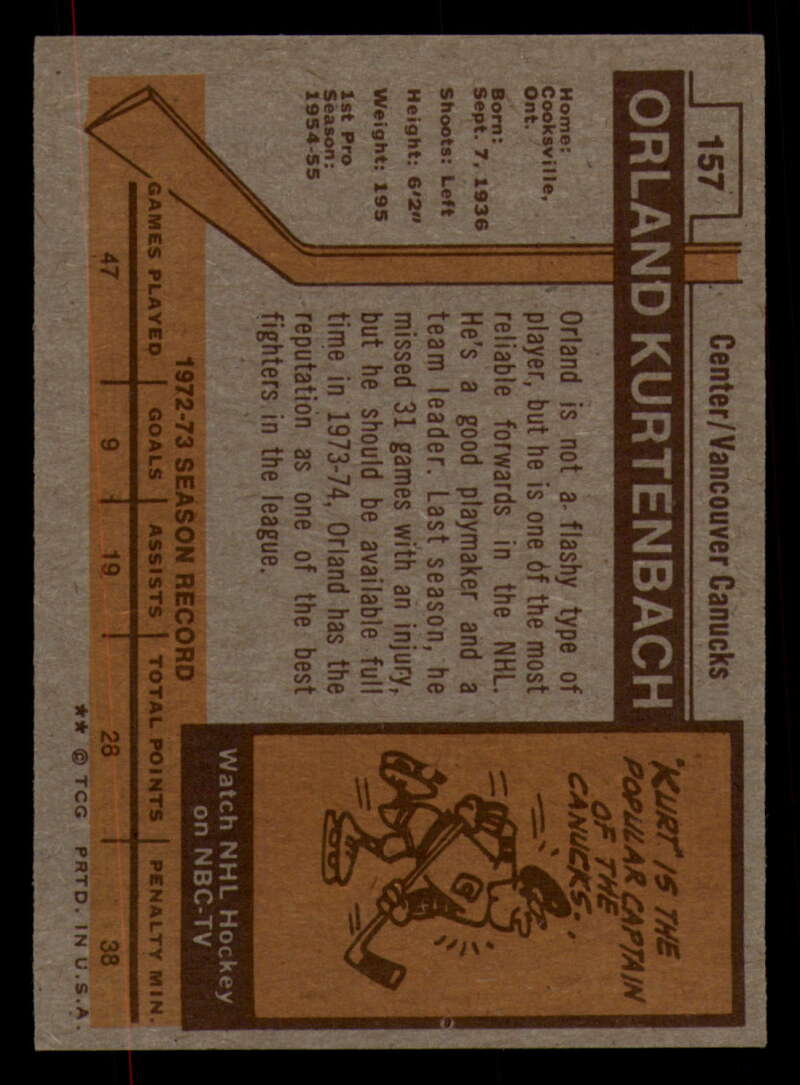 157
Center/Vancouver Canucks
ORLAND KURTENBACH
Home:
Cooksville,
Ont.
Born:
Sept. 7, 1936
Shoots: Left
Height: 6'2"
Weight: 195
1st Pro
Season:
1954-55
Orland is not a flashy type of
player, but he is one of the most
reliable forwards in the NHL.
He's a good playmaker and a
team leader. Last season, he
missed 31 games with an injury,
but he should be available full
time in 1973-74. Orland has the
reputation as one of the best
fighters in the league.
"KURT" IS THE
POPULAR CAPTAIN
OF THE
CANUCKS.
C
Watch NHL Hockey
on NBC-TV
1972-73 SEASON RECORD
GAMES PLAYED GOALS ASSISTS TOTAL POINTS PENALTY MIN.
47 9 19 28 38
** © TCG PRTD. IN U.S.A.